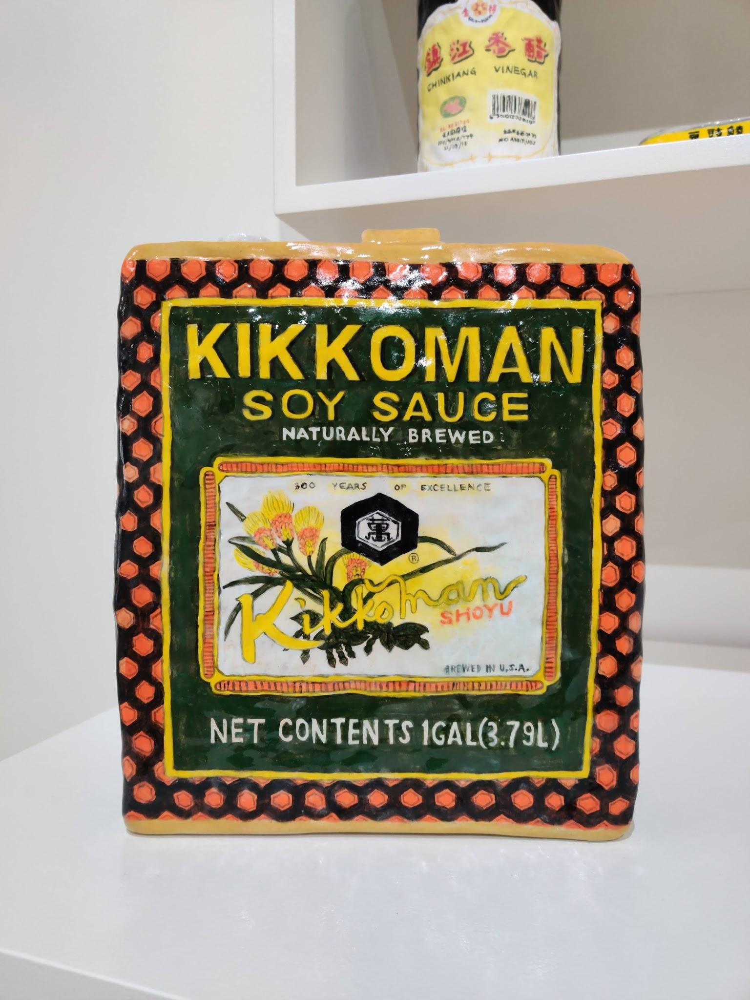 鎮江香醋
CHINKIANG VINEGAR
NO ADDITIVES
KIKKOMAN
SOY SAUCE
NATURALLY BREWED
300 YEARS OF EXCELLENCE
萬
®
Kikkoman
SHOYU
BREWED IN U.S.A.
NET CONTENTS 1GAL(3.79L)